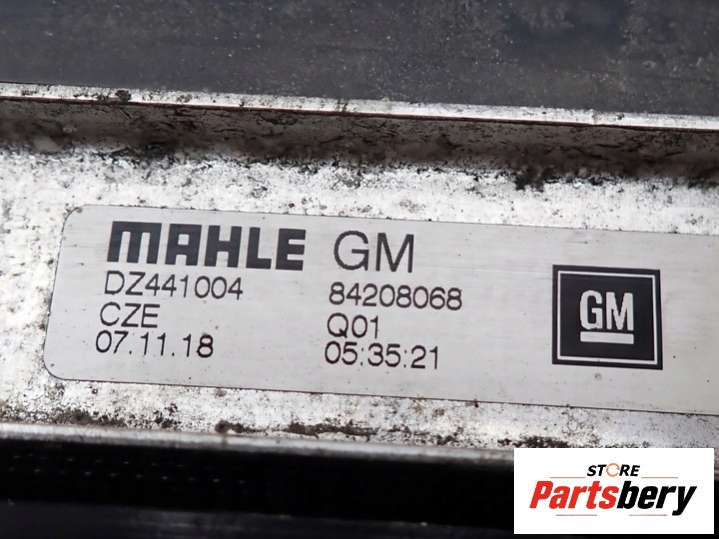 MAHLE GM
DZ441004 84208068
CZE Q01
07.11.18 05:35:21
GM
STORE
Partsbery